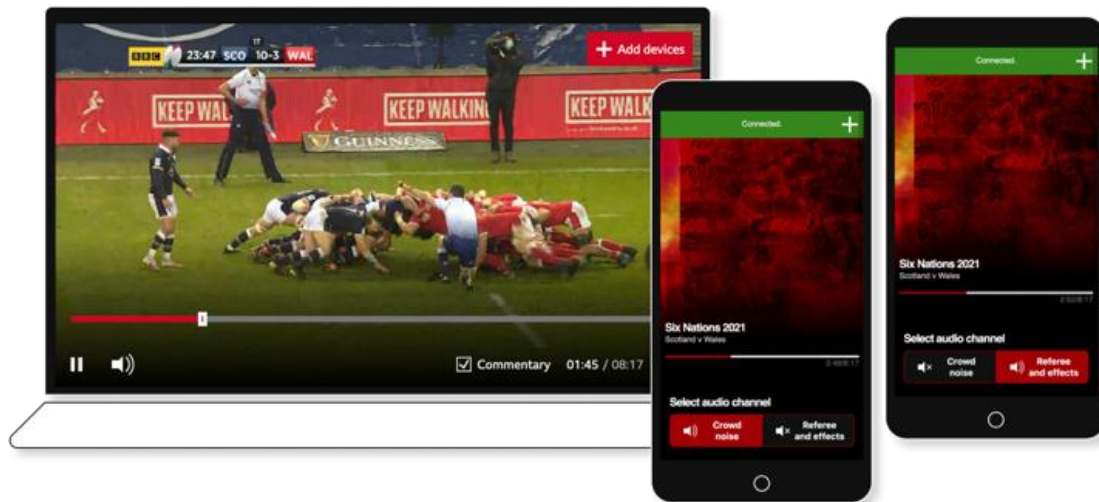 BBC 23:47 SCO 10-3 WAL
1T
+ Add devices
KEEP WALKING
KEEP WALKING
KEEP WALK
GUINNESS
Commentary 01:45 / 08:17
Connected.
Six Nations 2021
Scotland v Wales
Select audio channel
Crowd
noise
Referee
and effects
Connected.
Six Nations 2021
Scotland v Wales
Select audio channel
Crowd
noise
Referee
and effects